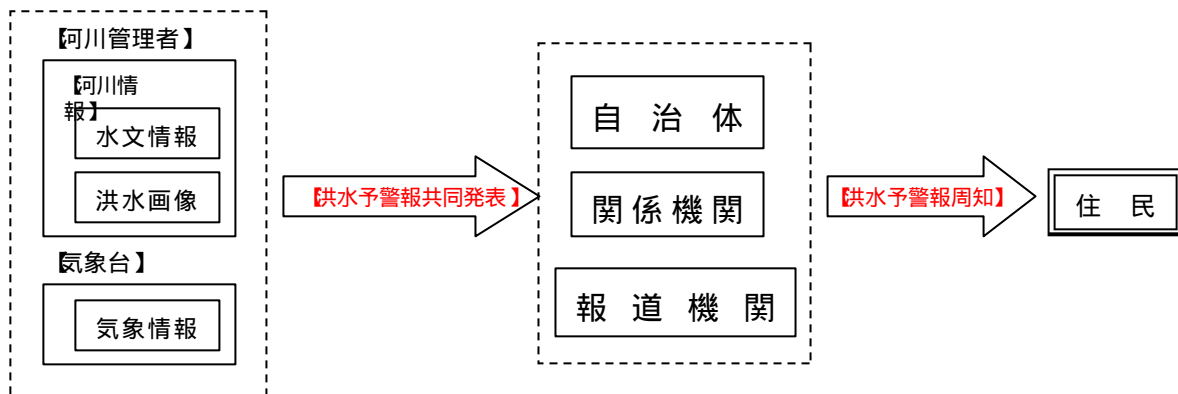 【河川管理者】
【河川情
報】
水文情報
洪水画像
【気象台】
気象情報
【洪水予警報共同発表】
自治体
関係機関
報道機関
【洪水予警報周知】
住民